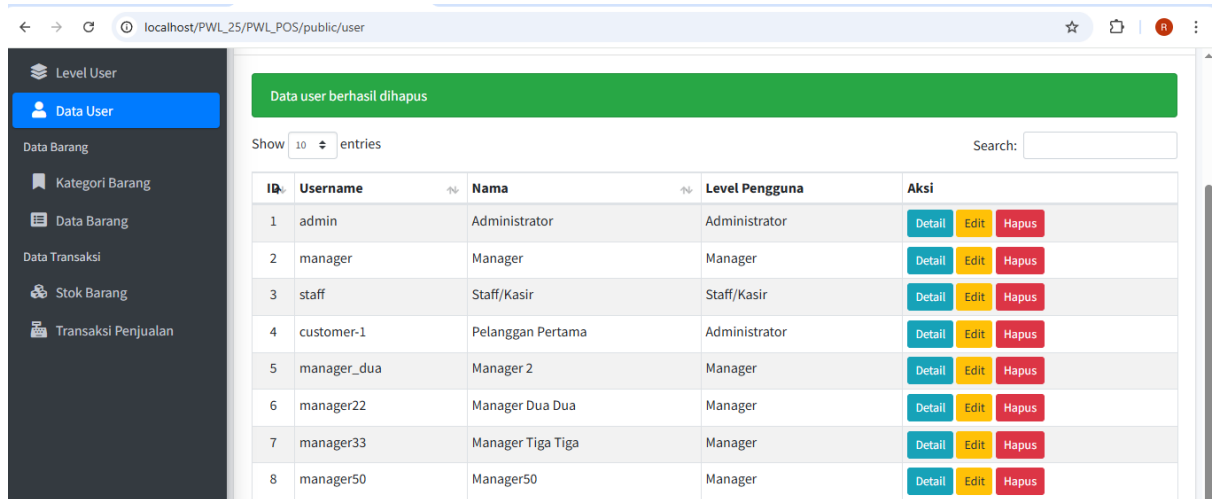 localhost/PWL_25/PWL_POS/public/user
R
Level User
Data User
Data Barang
Kategori Barang
Data Barang
Data Transaksi
Stok Barang
Transaksi Penjualan
Data user berhasil dihapus
Show 10 entries
Search:
ID Username Nama Level Pengguna Aksi
1 admin Administrator Administrator Detail Edit Hapus
2 manager Manager Manager Detail Edit Hapus
3 staff Staff/Kasir Staff/Kasir Detail Edit Hapus
4 customer-1 Pelanggan Pertama Administrator Detail Edit Hapus
5 manager_dua Manager 2 Manager Detail Edit Hapus
6 manager22 Manager Dua Dua Manager Detail Edit Hapus
7 manager33 Manager Tiga Tiga Manager Detail Edit Hapus
8 manager50 Manager50 Manager Detail Edit Hapus